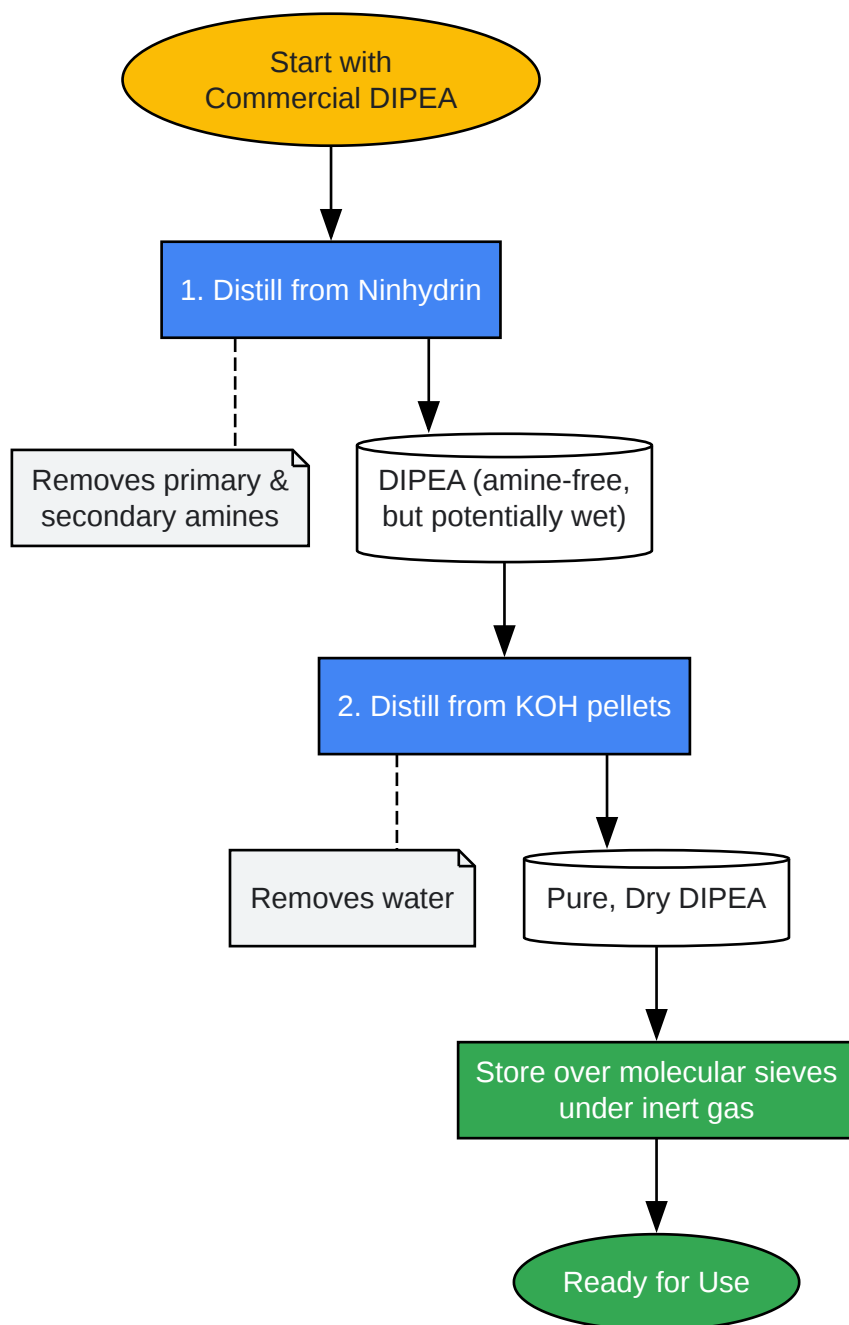 Start with
Commercial DIPEA
1. Distill from Ninhydrin
Removes primary &
secondary amines
DIPEA (amine-free,
but potentially wet)
2. Distill from KOH pellets
Removes water
Pure, Dry DIPEA
Store over molecular sieves
under inert gas
Ready for Use